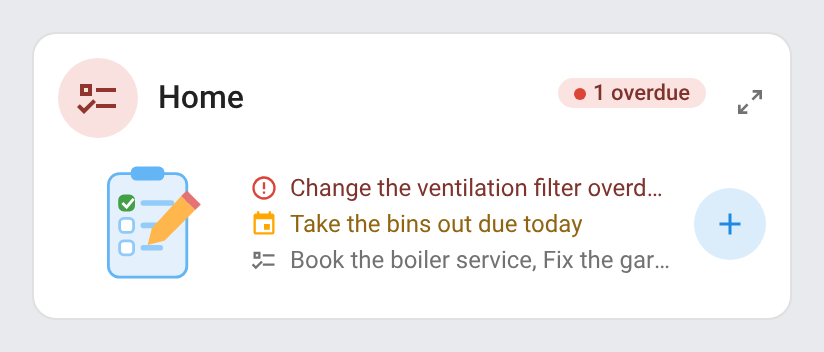 Home
1 overdue
Change the ventilation filter overd...
Take the bins out due today
Book the boiler service, Fix the gar...